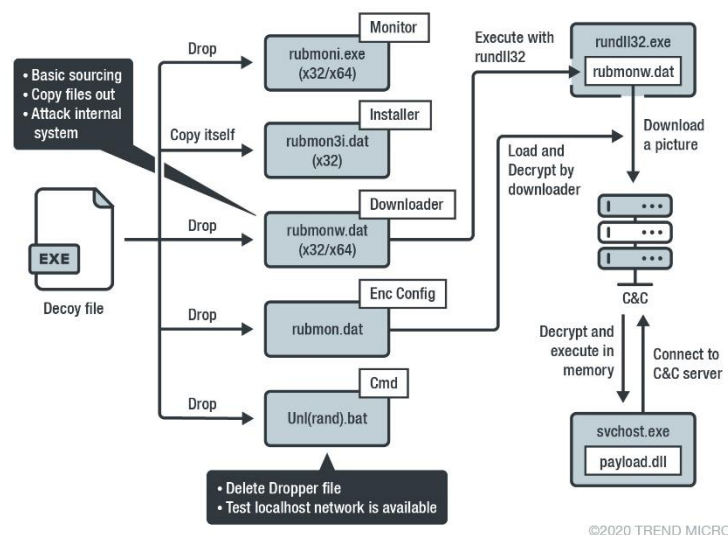 Drop
Monitor
rubmoni.exe
(x32/x64)
Execute with
rundll32
rundll32.exe
rubmonw.dat
• Basic sourcing
• Copy files out
• Attack internal
system
Copy itself
Installer
rubmon3i.dat
(x32)
Load and
Decrypt by
downloader
Download
a picture
EXE
Decoy file
Drop
Downloader
rubmonw.dat
(x32/x64)
C&C
Drop
Enc Config
rubmon.dat
Decrypt and
execute in
memory
Connect to
C&C server
Drop
Cmd
Unl(rand).bat
svchost.exe
payload.dll
• Delete Dropper file
• Test localhost network is available
©2020 TREND MICRO